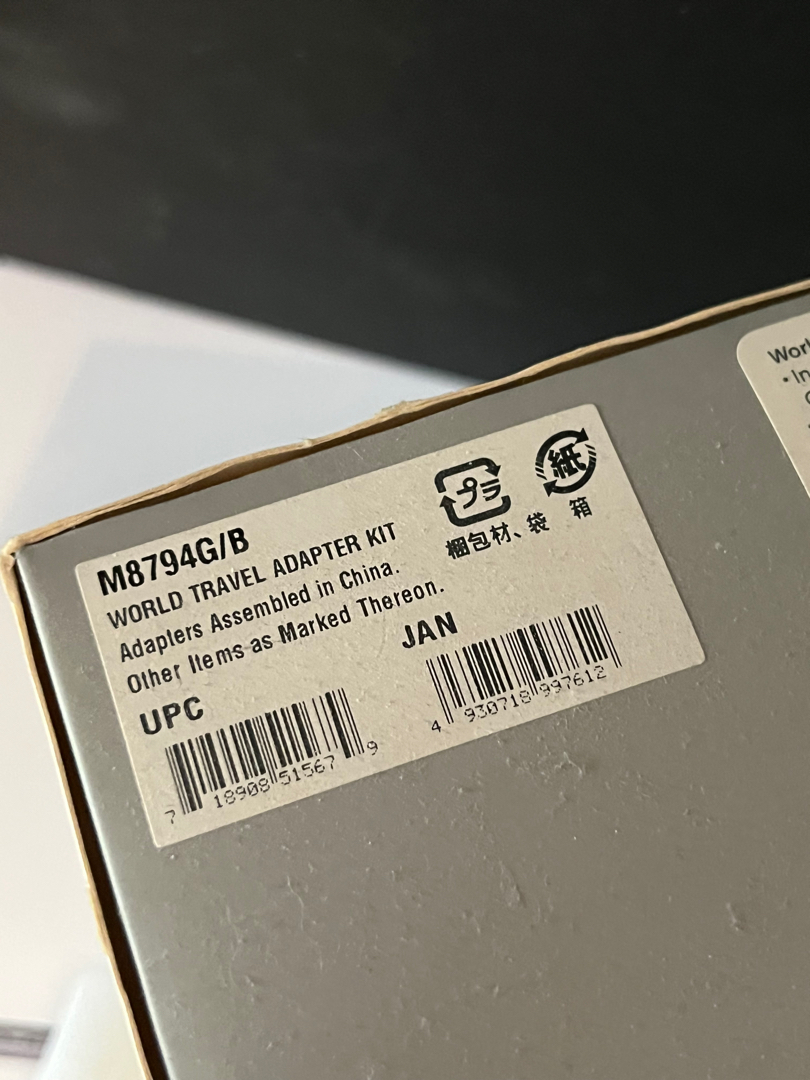 M8794G/B
WORLD TRAVEL ADAPTER KIT
Adapters Assembled in China.
Other Items as Marked Thereon.
プラ
紙
梱包材、袋 箱
UPC
7 18908 51567 9
JAN
4 930718 997612
• In